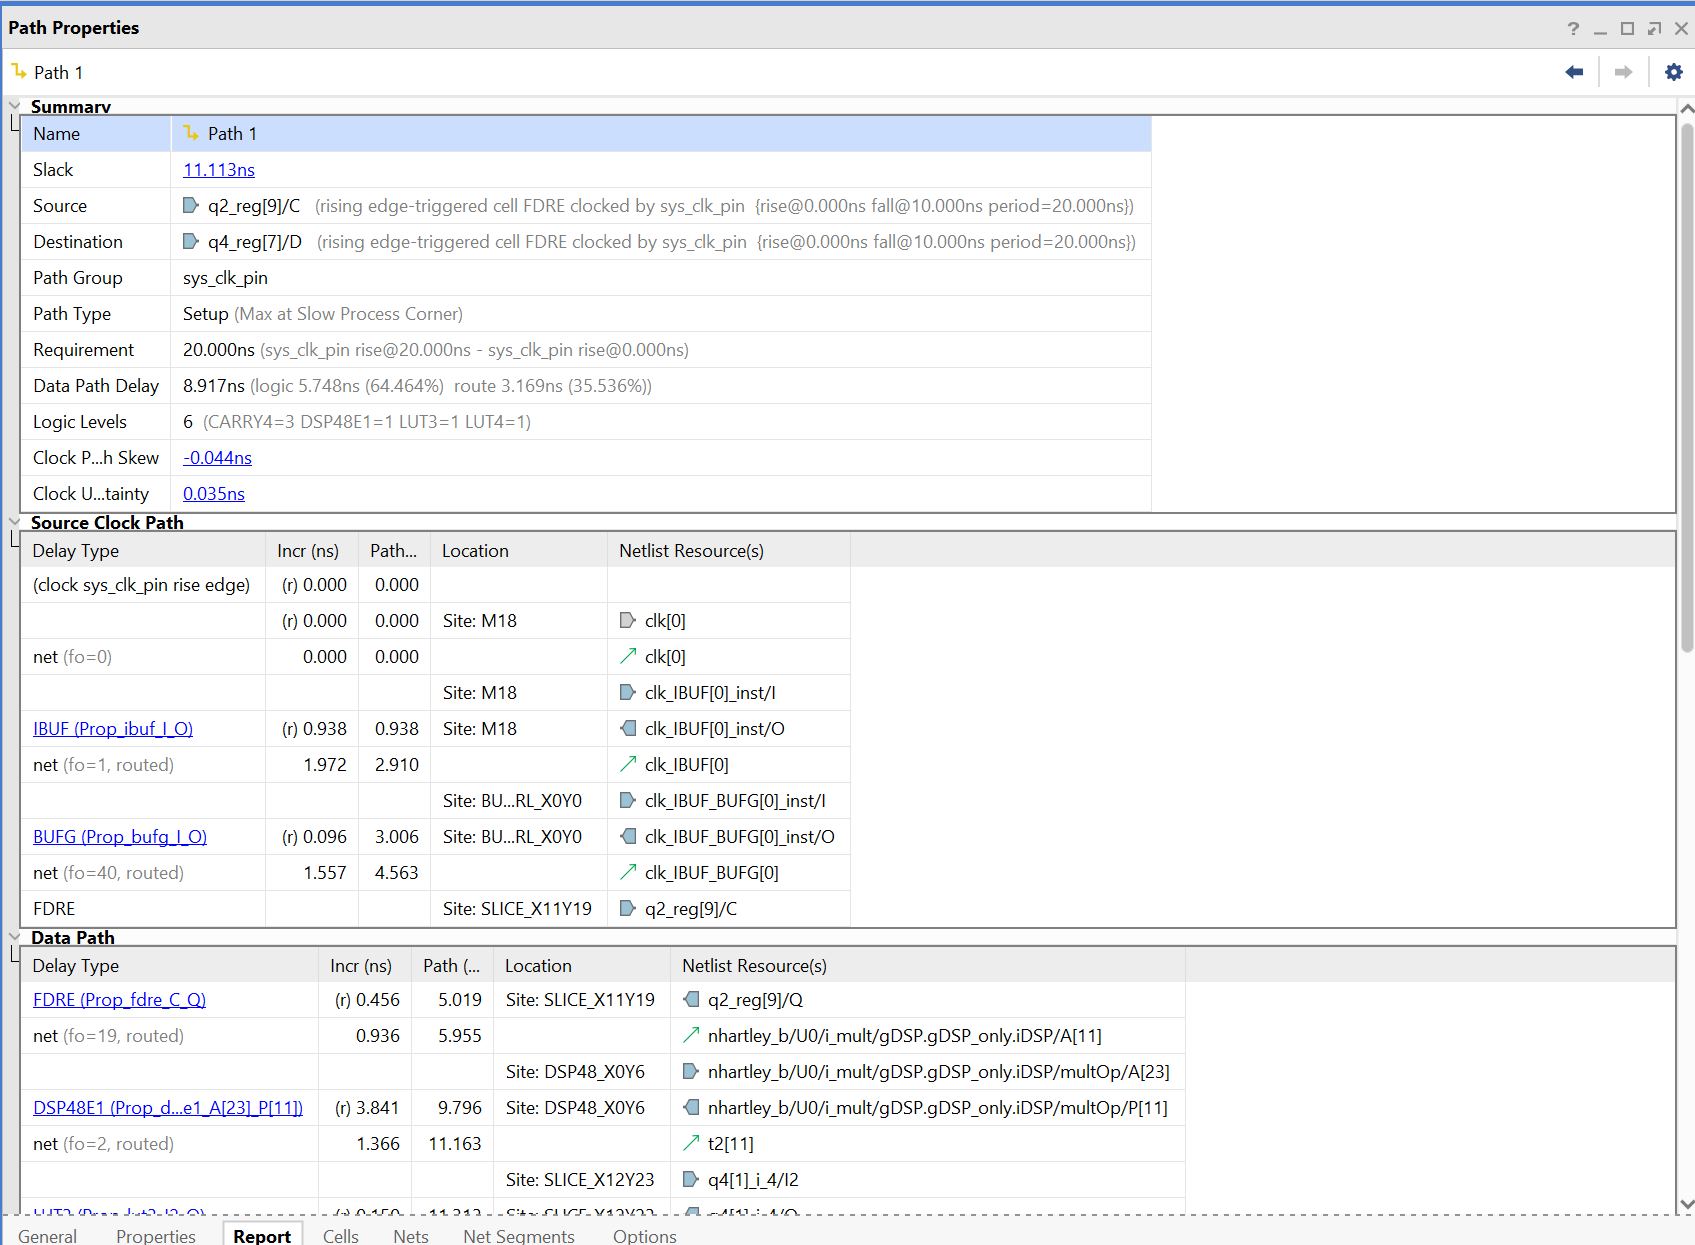 Path Properties
Path 1
Summary
Name Path 1
Slack 11.113ns
Source q2_reg[9]/C (rising edge-triggered cell FDRE clocked by sys_clk_pin {rise@0.000ns fall@10.000ns period=20.000ns})
Destination q4_reg[7]/D (rising edge-triggered cell FDRE clocked by sys_clk_pin {rise@0.000ns fall@10.000ns period=20.000ns})
Path Group sys_clk_pin
Path Type Setup (Max at Slow Process Corner)
Requirement 20.000ns (sys_clk_pin rise@20.000ns - sys_clk_pin rise@0.000ns)
Data Path Delay 8.917ns (logic 5.748ns (64.464%) route 3.169ns (35.536%))
Logic Levels 6 (CARRY4=3 DSP48E1=1 LUT3=1 LUT4=1)
Clock P...h Skew -0.044ns
Clock U...tainty 0.035ns
Source Clock Path
Delay Type Incr (ns) Path... Location Netlist Resource(s)
(clock sys_clk_pin rise edge) (r) 0.000 0.000
(r) 0.000 0.000 Site: M18 clk[0]
net (fo=0) 0.000 0.000 clk[0]
Site: M18 clk_IBUF[0]_inst/I
IBUF (Prop_ibuf_I_O) (r) 0.938 0.938 Site: M18 clk_IBUF[0]_inst/O
net (fo=1, routed) 1.972 2.910 clk_IBUF[0]
Site: BU...RL_X0Y0 clk_IBUF_BUFG[0]_inst/I
BUFG (Prop_bufg_I_O) (r) 0.096 3.006 Site: BU...RL_X0Y0 clk_IBUF_BUFG[0]_inst/O
net (fo=40, routed) 1.557 4.563 clk_IBUF_BUFG[0]
FDRE Site: SLICE_X11Y19 q2_reg[9]/C
Data Path
Delay Type Incr (ns) Path (... Location Netlist Resource(s)
FDRE (Prop_fdre_C_Q) (r) 0.456 5.019 Site: SLICE_X11Y19 q2_reg[9]/Q
net (fo=19, routed) 0.936 5.955 nhartley_b/U0/i_mult/gDSP.gDSP_only.iDSP/A[11]
Site: DSP48_X0Y6 nhartley_b/U0/i_mult/gDSP.gDSP_only.iDSP/multOp/A[23]
DSP48E1 (Prop_d...e1_A[23]_P[11]) (r) 3.841 9.796 Site: DSP48_X0Y6 nhartley_b/U0/i_mult/gDSP.gDSP_only.iDSP/multOp/P[11]
net (fo=2, routed) 1.366 11.163 t2[11]
Site: SLICE_X12Y23 q4[1]_i_4/I2
General Properties Report Cells Nets Net Segments Options